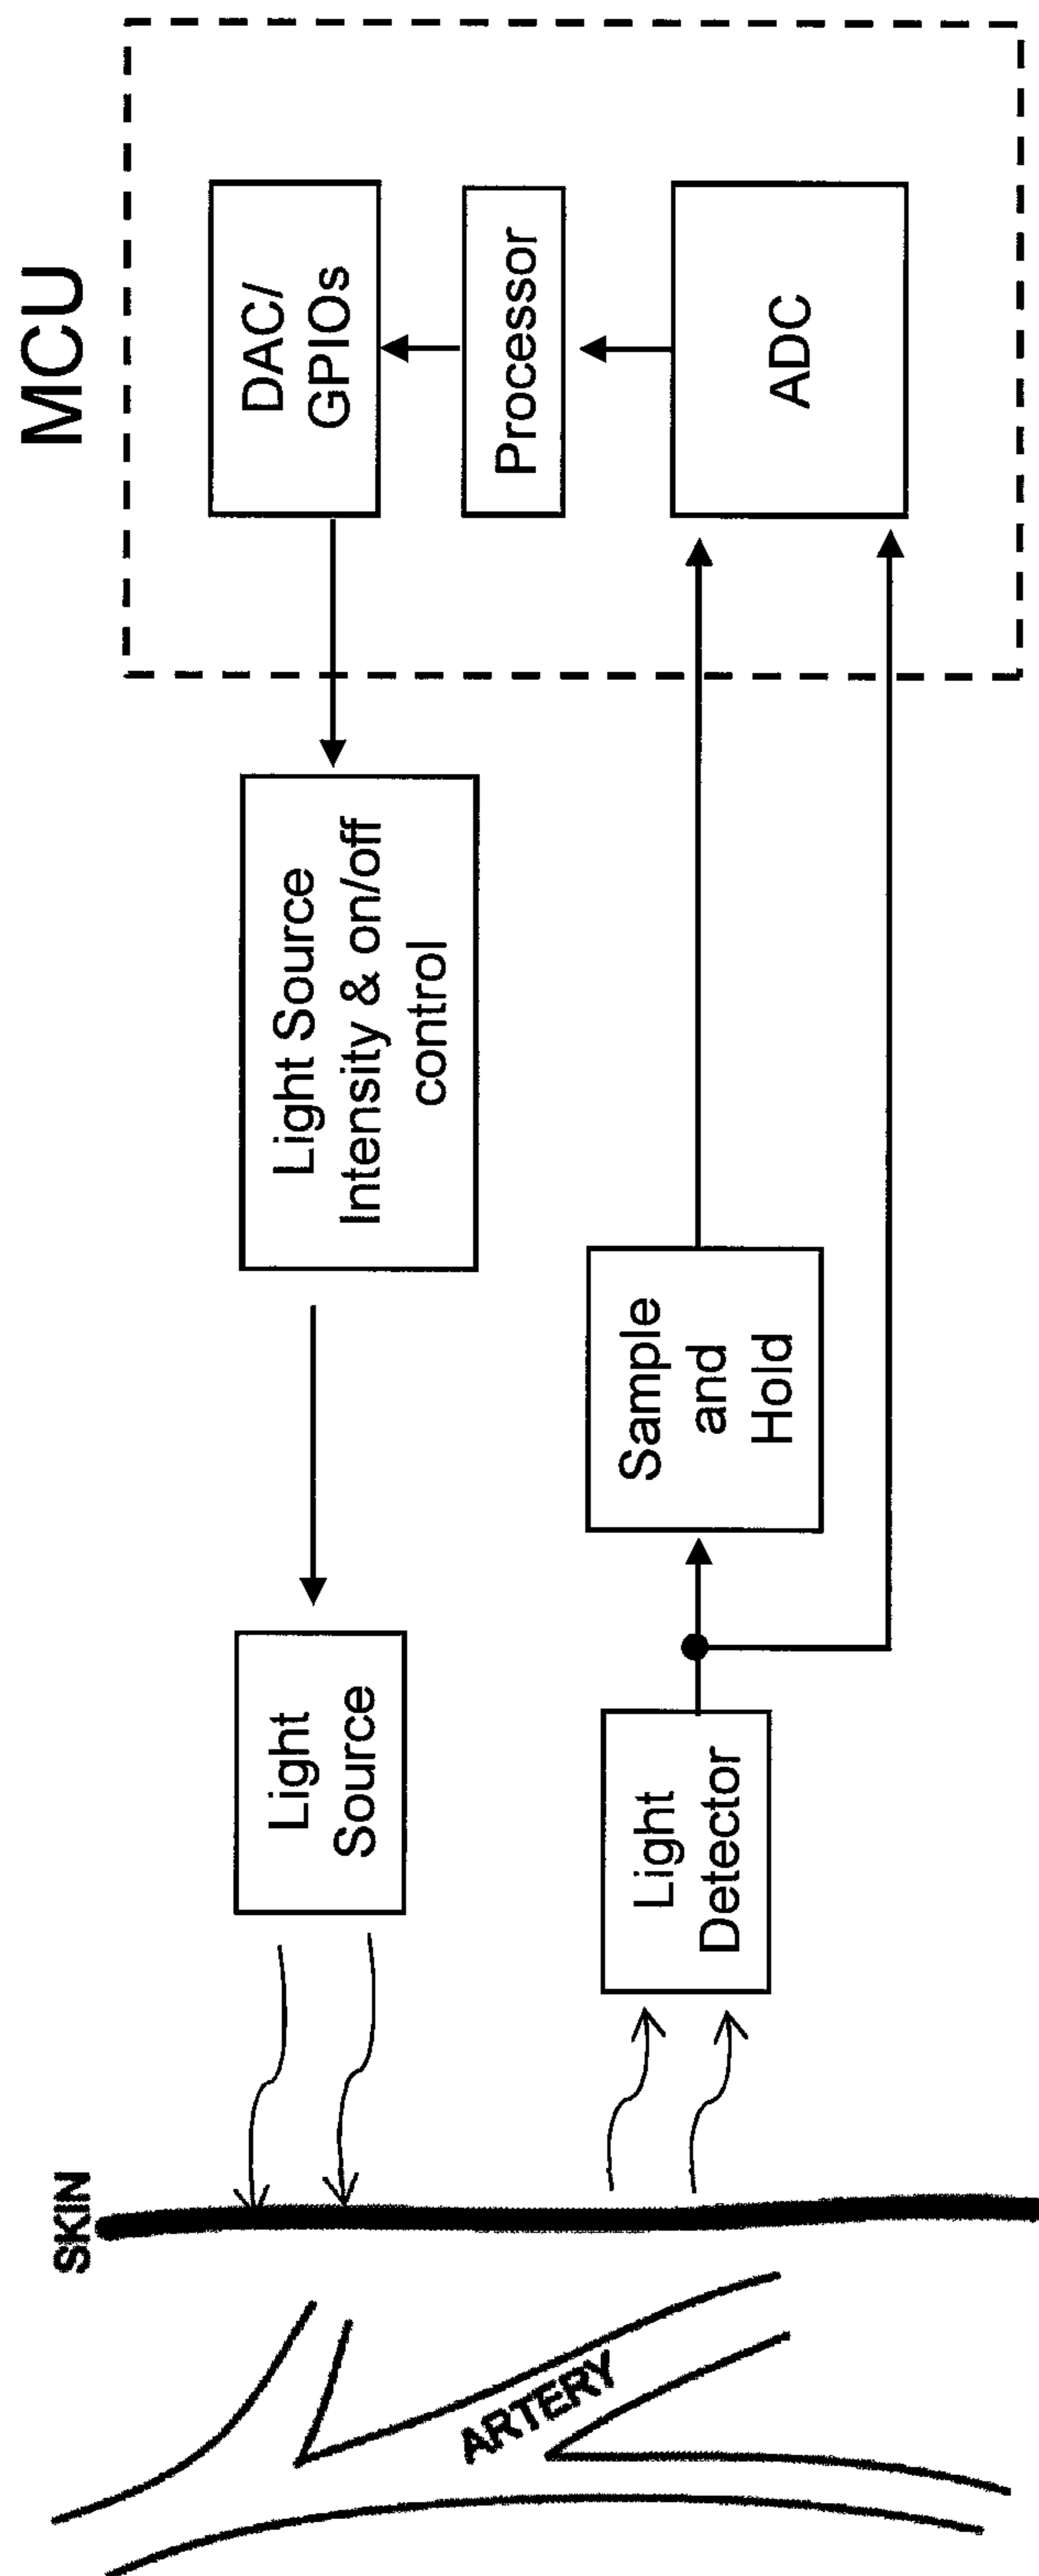 MCU
DAC/
GPIOs
Processor
ADC
Light Source
Intensity & on/off
control
Sample
and
Hold
Light
Source
Light
Detector
SKIN
ARTERY